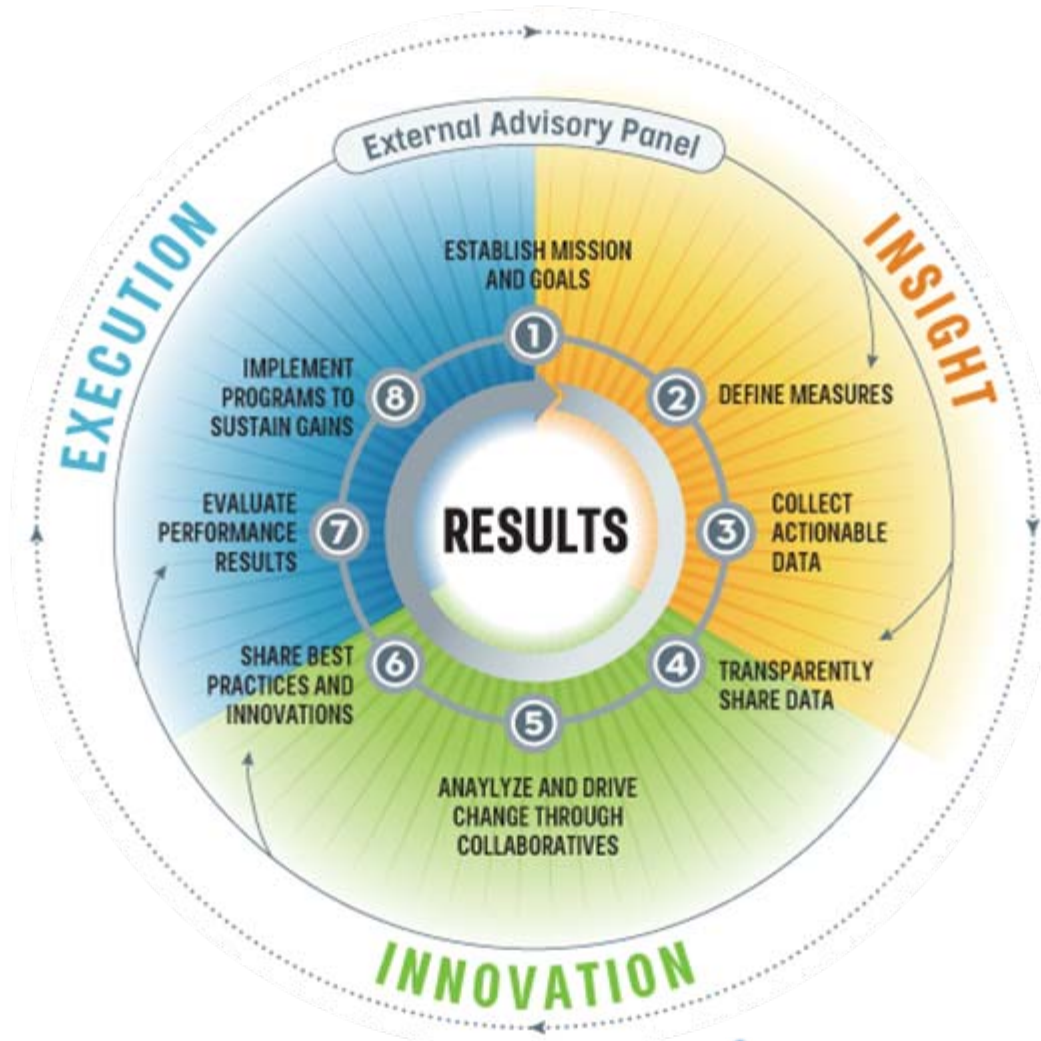 External Advisory Panel
EXECUTION
INSIGHT
INNOVATION
RESULTS
1
ESTABLISH MISSION
AND GOALS
2
DEFINE MEASURES
3
COLLECT
ACTIONABLE
DATA
4
TRANSPARENTLY
SHARE DATA
5
ANAYLYZE AND DRIVE
CHANGE THROUGH
COLLABORATIVES
6
SHARE BEST
PRACTICES AND
INNOVATIONS
7
EVALUATE
PERFORMANCE
RESULTS
8
IMPLEMENT
PROGRAMS TO
SUSTAIN GAINS